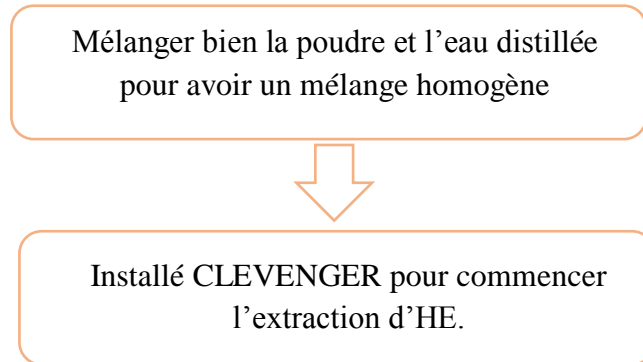 Mélanger bien la poudre et l’eau distillée
pour avoir un mélange homogène
Installé CLEVENGER pour commencer
l’extraction d’HE.